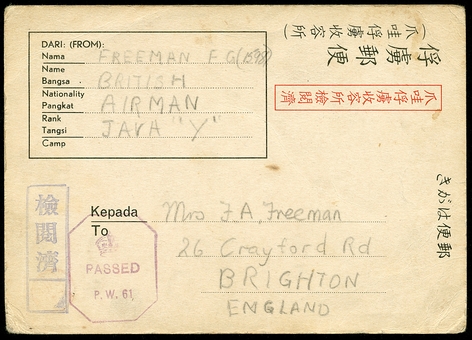 DARI: (FROM):
Nama FREEMAN F G (1598)
Name
Bangsa BRITISH
Nationality
Pangkat AIRMAN
Rank
Tangsi JAVA "Y"
Camp
俘虜郵便
(爪哇俘虜收容所)
爪哇俘虜收容所檢閲濟
きがは便郵
檢閲濟
Kepada Mrs F A. Freeman
To
26 Crayford Rd
BRIGHTON
ENGLAND
PASSED
P.W. 61